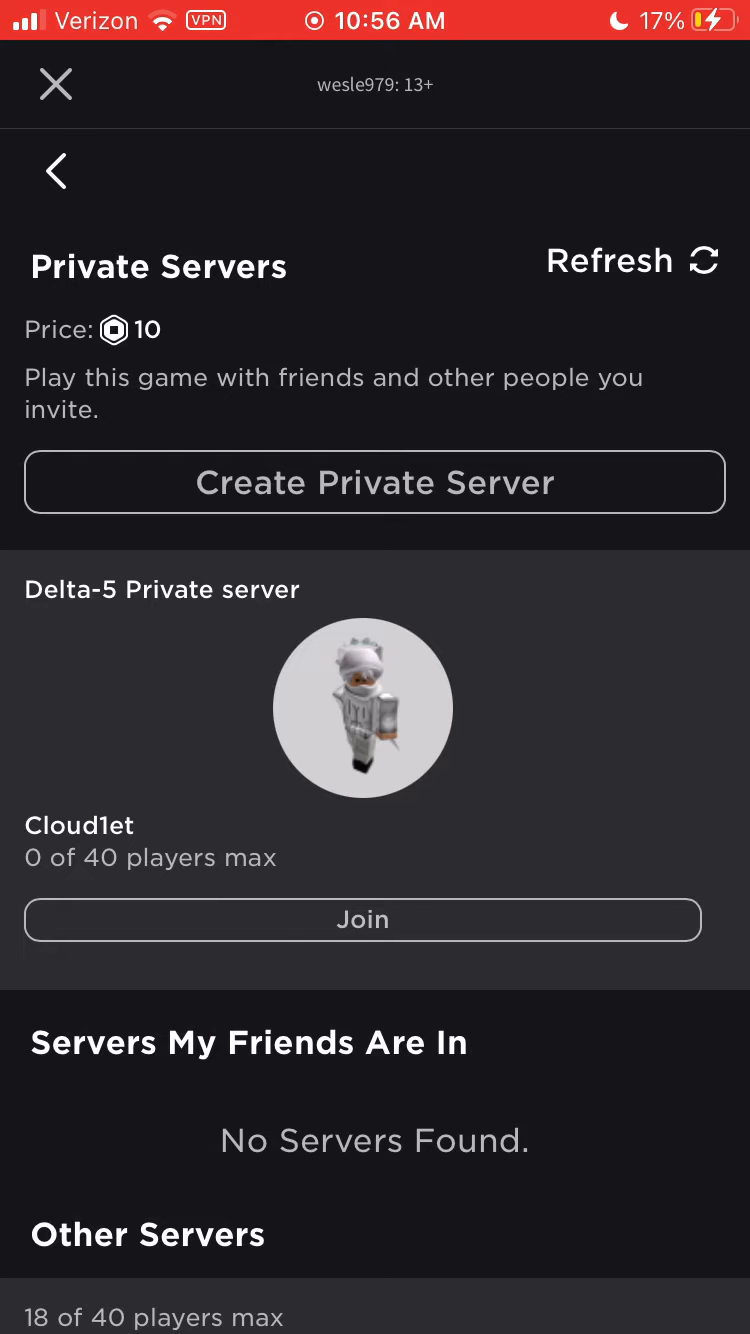 Verizon VPN 10:56 AM 17%
wesle979: 13+
Private Servers
Refresh
Price: 10
Play this game with friends and other people you
invite.
Create Private Server
Delta-5 Private server
Cloud1et
0 of 40 players max
Join
Servers My Friends Are In
No Servers Found.
Other Servers
18 of 40 players max